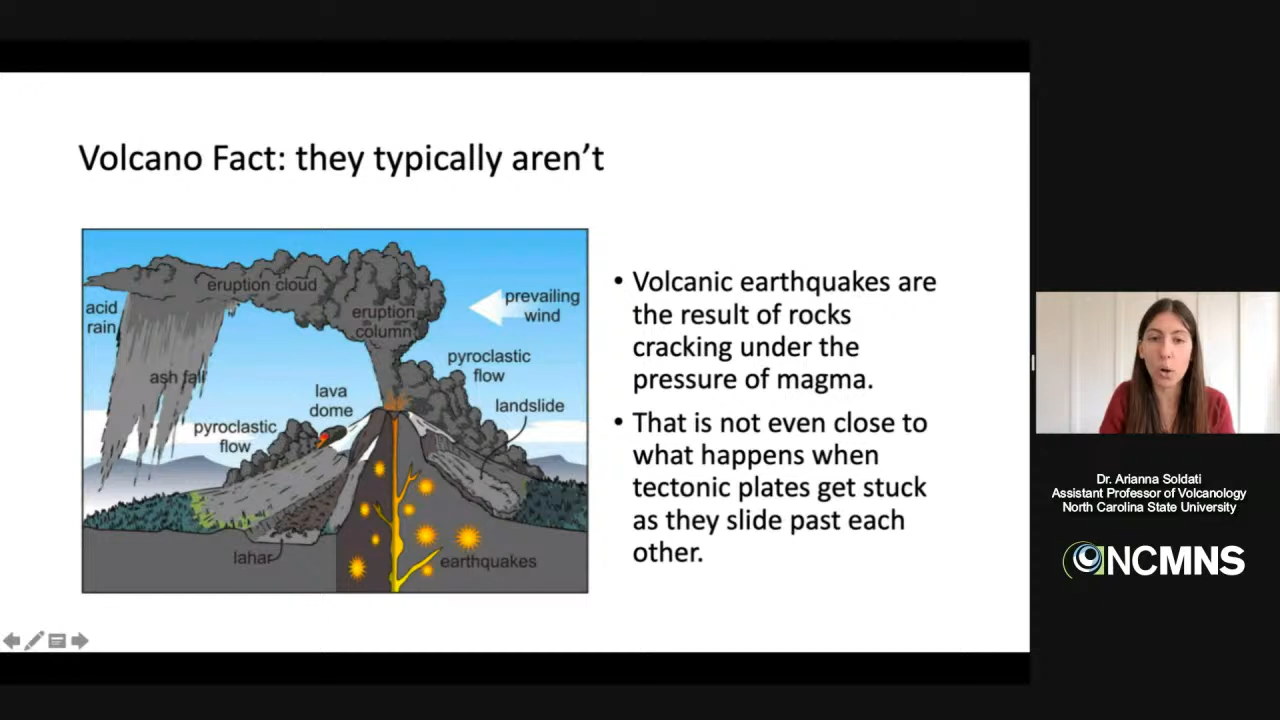 Volcano Fact: they typically aren’t
eruption cloud
acid
rain
eruption
column
prevailing
wind
ash fall
lava
dome
pyroclastic
flow
landslide
pyroclastic
flow
lahar
earthquakes
• Volcanic earthquakes are
the result of rocks
cracking under the
pressure of magma.
• That is not even close to
what happens when
tectonic plates get stuck
as they slide past each
other.
Dr. Arianna Soldati
Assistant Professor of Volcanology
North Carolina State University
NCMNS